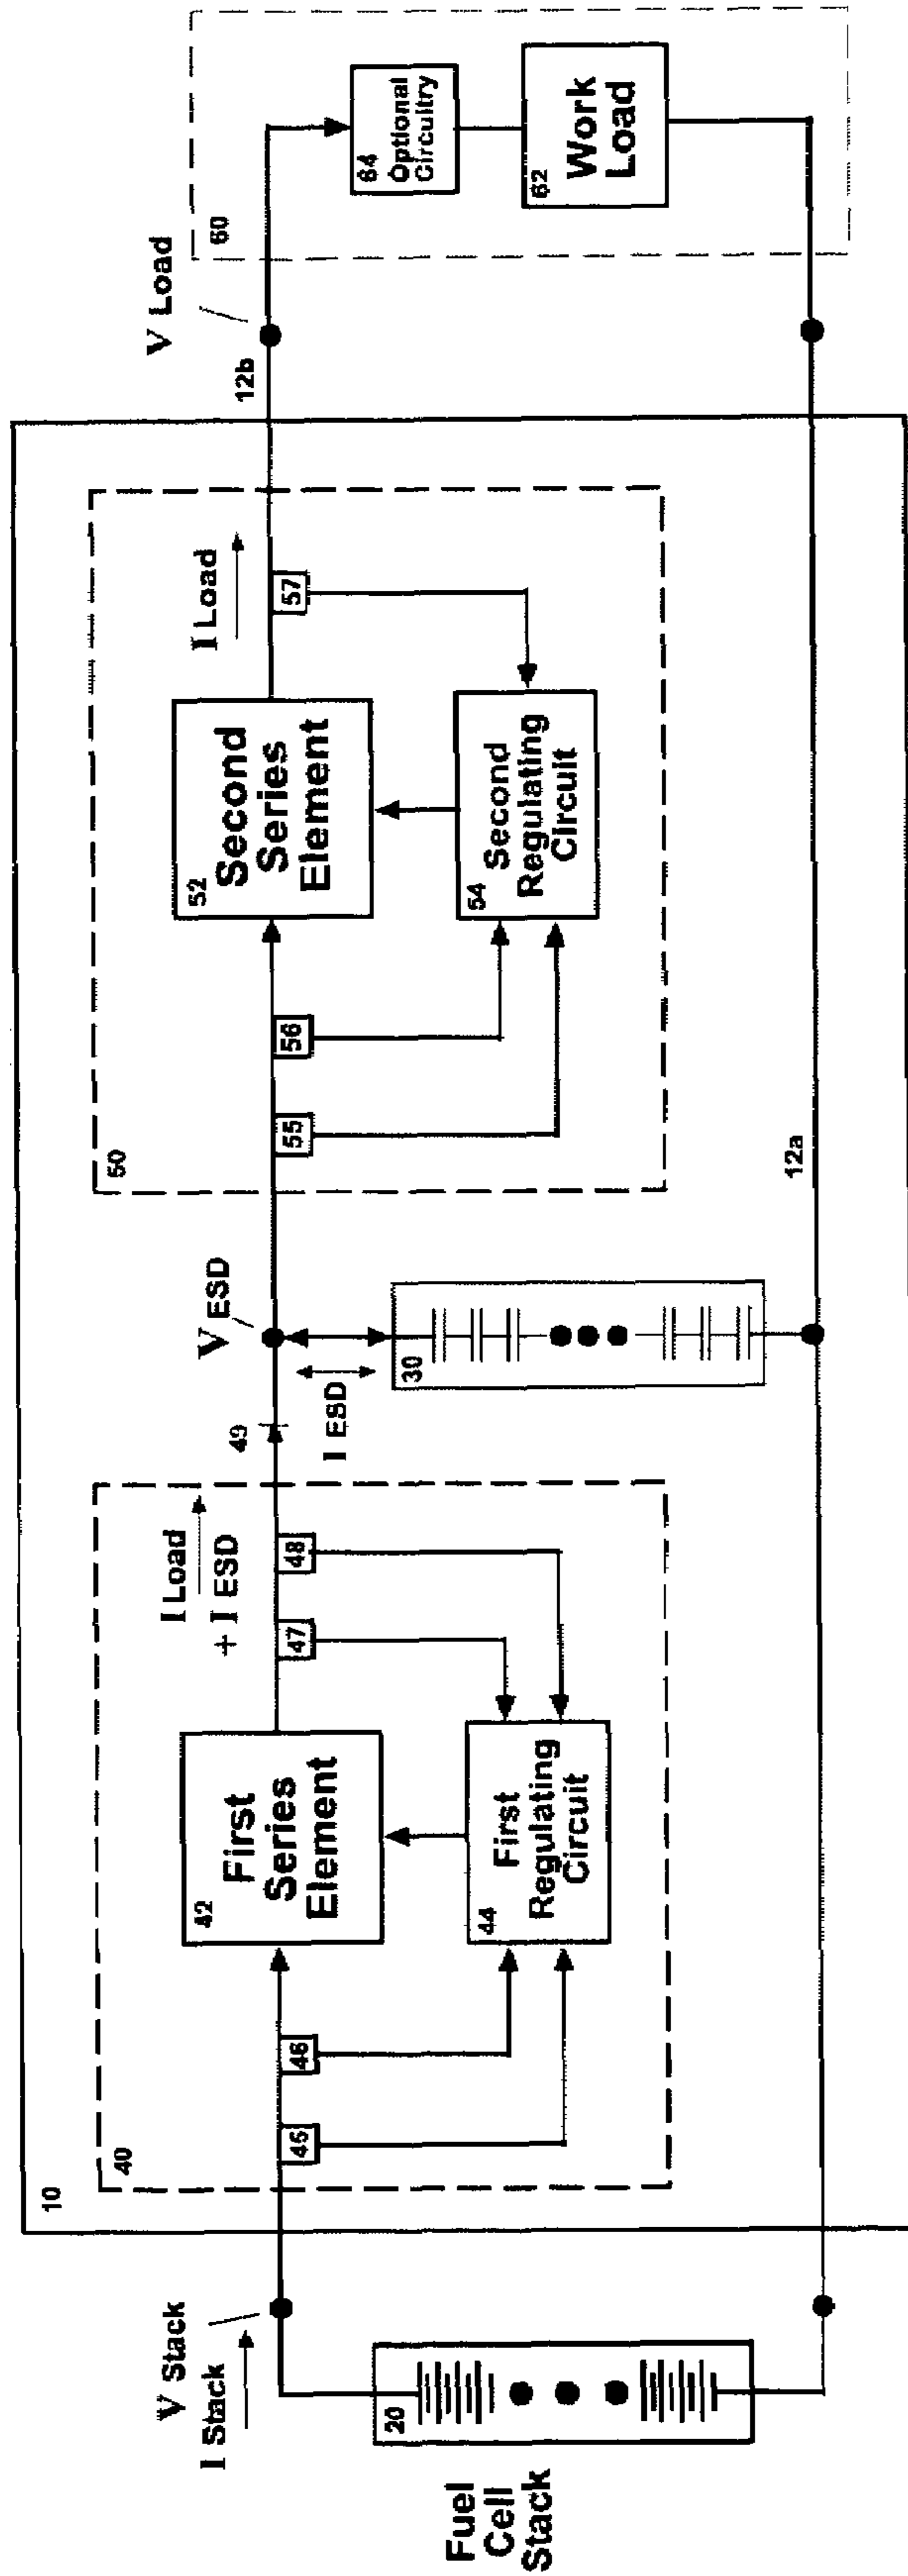 Fuel
Cell
Stack
20
V Stack
I Stack
10
40
45
46
42
First
Series
Element
44
First
Regulating
Circuit
47
48
I Load
+ I ESD
49
V ESD
I ESD
30
50
55
56
52
Second
Series
Element
54
Second
Regulating
Circuit
57
I Load
12a
12b
V Load
60
64
Optional
Circuitry
62
Work
Load